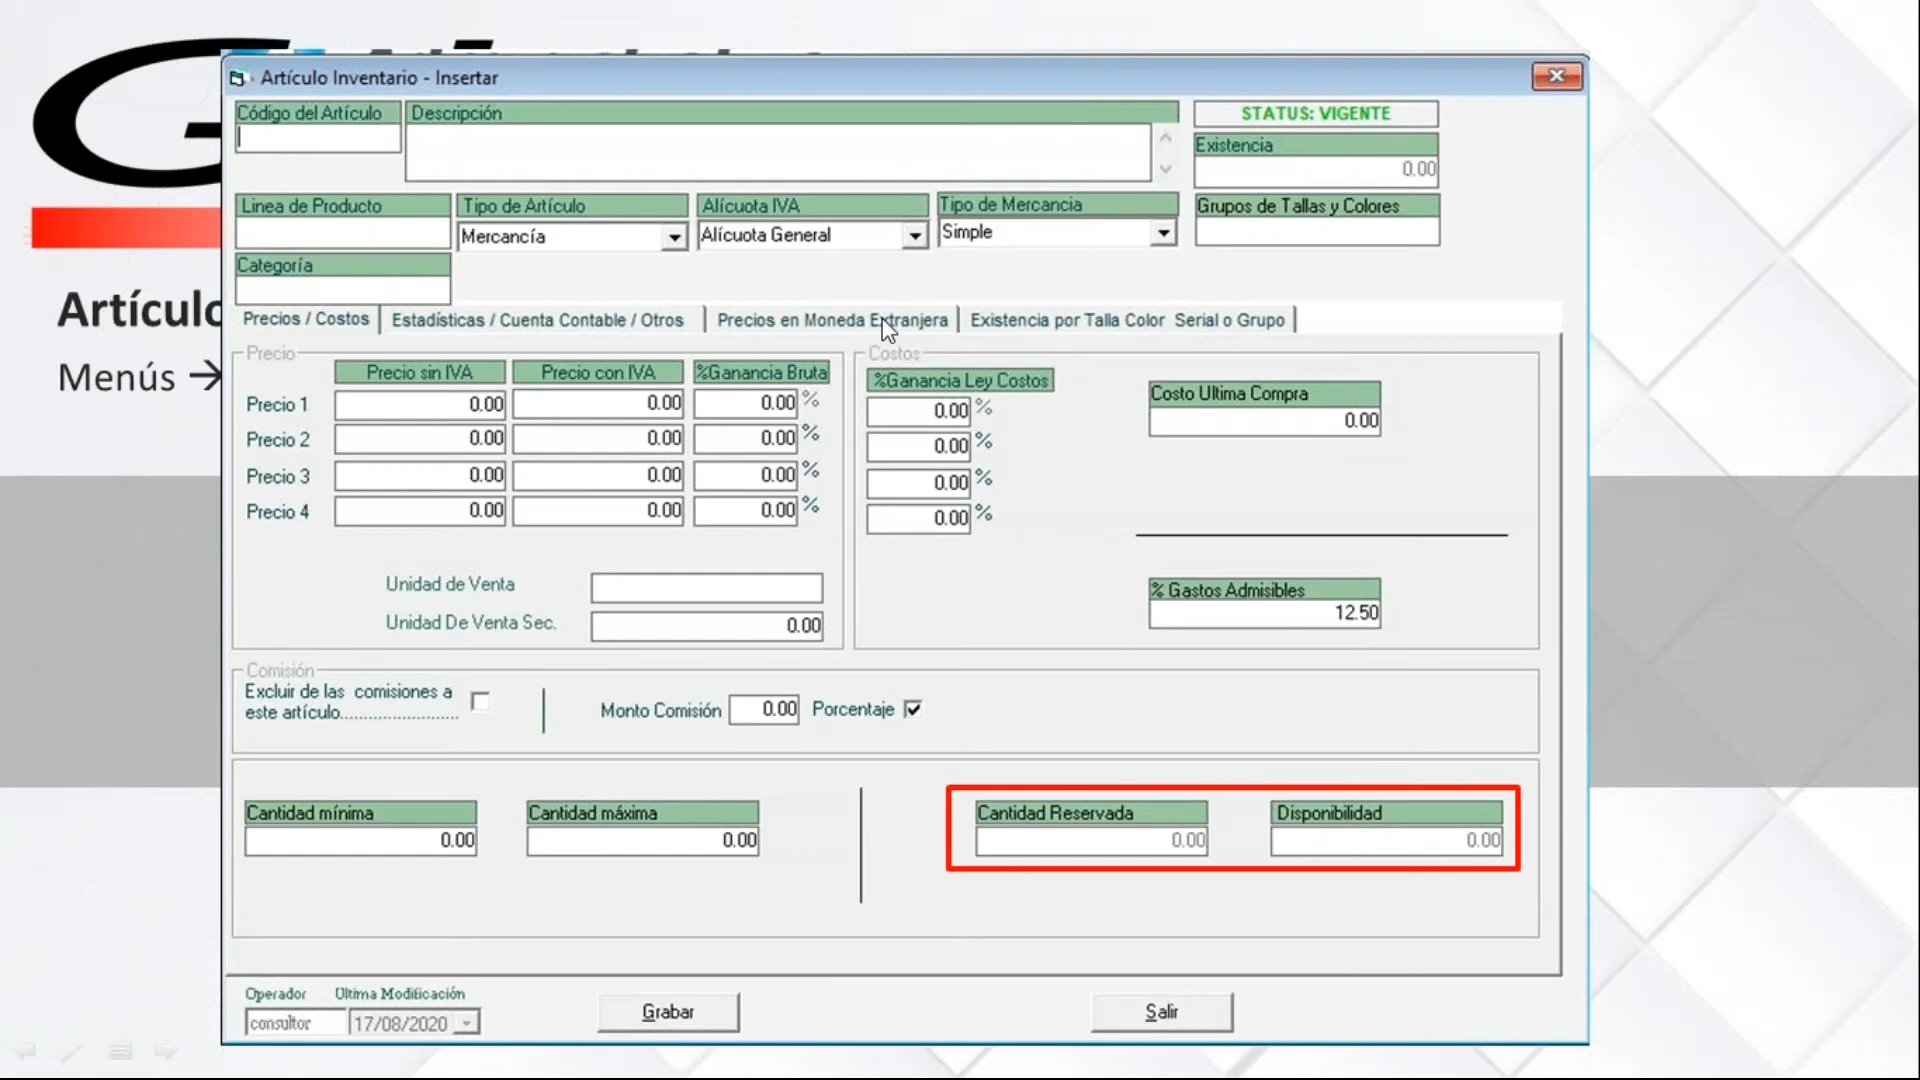 Artículo Inventario - Insertar
Código del Artículo
Descripción
STATUS: VIGENTE
Existencia
0.00
Linea de Producto
Tipo de Artículo
Alícuota IVA
Tipo de Mercancia
Grupos de Tallas y Colores
Mercancía
Alícuota General
Simple
Categoría
Artículo
Menús →
Precios / Costos
Estadísticas / Cuenta Contable / Otros
Precios en Moneda Extranjera
Existencia por Talla Color Serial o Grupo
Precio
Precio sin IVA
Precio con IVA
%Ganancia Bruta
Precio 1
0.00
0.00
0.00 %
Precio 2
0.00
0.00
0.00 %
Precio 3
0.00
0.00
0.00 %
Precio 4
0.00
0.00
0.00 %
Unidad de Venta
Unidad De Venta Sec.
0.00
Costos
%Ganancia Ley Costos
0.00 %
0.00 %
0.00 %
0.00 %
Costo Ultima Compra
0.00
% Gastos Admisibles
12.50
Comisión
Excluir de las comisiones a
este artículo.........................
Monto Comisión
0.00
Porcentaje
Cantidad mínima
0.00
Cantidad máxima
0.00
Cantidad Reservada
0.00
Disponibilidad
0.00
Operador
Ultima Modificación
consultor
17/08/2020
Grabar
Salir